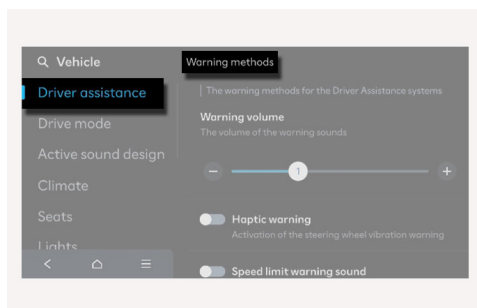 Vehicle
Warning methods
Driver assistance
Drive mode
Active sound design
Climate
Seats
Lights
The warning methods for the Driver Assistance systems
Warning volume
The volume of the warning sounds
1
Haptic warning
Activation of the steering wheel vibration warning
Speed limit warning sound